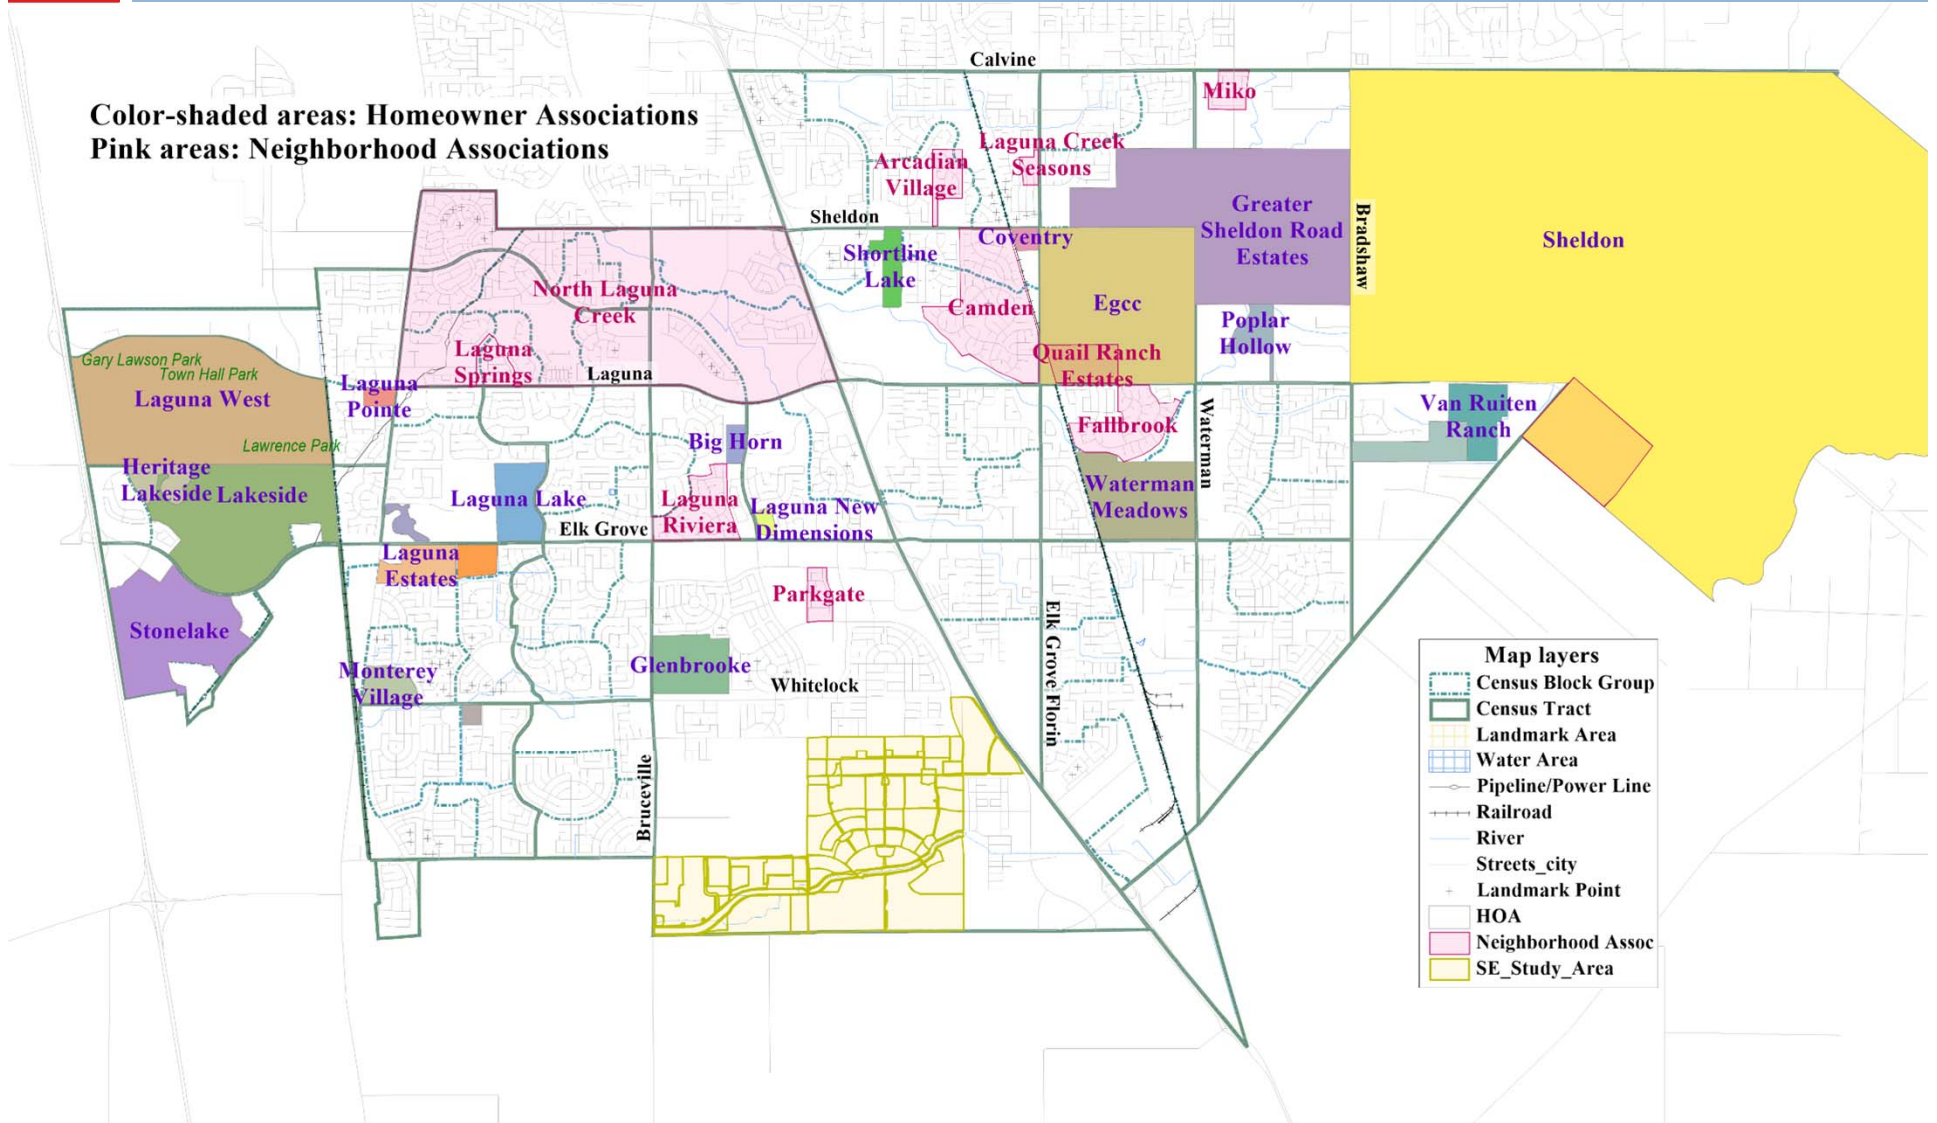 Calvine
Color-shaded areas: Homeowner Associations
Pink areas: Neighborhood Associations
Miko
Laguna Creek
Seasons
Arcadian
Village
Sheldon
Greater
Sheldon Road
Estates
Bradshaw
Sheldon
Coventry
Shortline
Lake
North Laguna
Creek
Camden
Egcc
Poplar
Hollow
Gary Lawson Park
Town Hall Park
Laguna West
Laguna
Springs
Laguna
Quail Ranch
Estates
Laguna
Pointe
Van Ruiten
Ranch
Waterman
Fallbrook
Big Horn
Lawrence Park
Heritage
Lakeside
Lakeside
Laguna Lake
Laguna
Riviera
Laguna New
Dimensions
Waterman
Meadows
Elk Grove
Laguna
Estates
Parkgate
Stonelake
Elk Grove Florin
Monterey
Village
Glenbrooke
Whitelock
Bruceville
Map layers
Census Block Group
Census Tract
Landmark Area
Water Area
Pipeline/Power Line
Railroad
River
Streets_city
Landmark Point
HOA
Neighborhood Assoc
SE_Study_Area